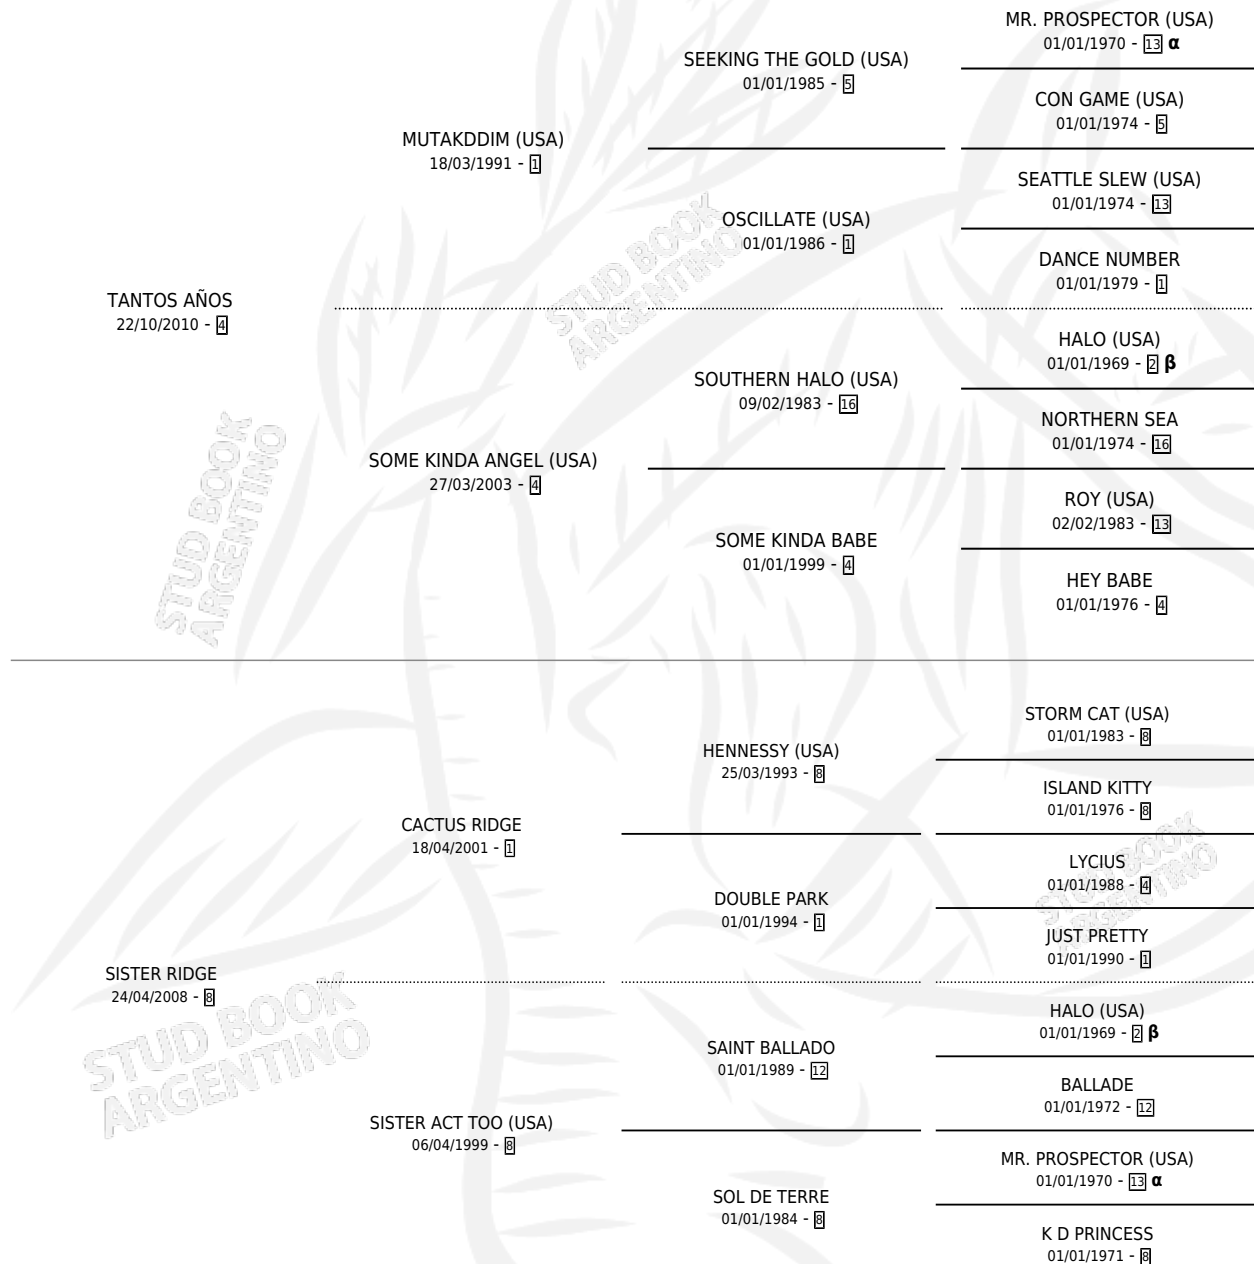 MR. PROSPECTOR (USA)
01/01/1970 - 13 α
SEEKING THE GOLD (USA)
01/01/1985 - 5
CON GAME (USA)
01/01/1974 - 5
MUTAKDDIM (USA)
18/03/1991 - 1
SEATTLE SLEW (USA)
01/01/1974 - 13
OSCILLATE (USA)
01/01/1986 - 1
DANCE NUMBER
01/01/1979 - 1
TANTOS AÑOS
22/10/2010 - 4
HALO (USA)
01/01/1969 - 2 β
SOUTHERN HALO (USA)
09/02/1983 - 16
NORTHERN SEA
01/01/1974 - 16
SOME KINDA ANGEL (USA)
27/03/2003 - 4
ROY (USA)
02/02/1983 - 13
SOME KINDA BABE
01/01/1999 - 4
HEY BABE
01/01/1976 - 4
STORM CAT (USA)
01/01/1983 - 8
HENNESSY (USA)
25/03/1993 - 8
ISLAND KITTY
01/01/1976 - 8
CACTUS RIDGE
18/04/2001 - 1
LYCIUS
01/01/1988 - 4
DOUBLE PARK
01/01/1994 - 1
JUST PRETTY
01/01/1990 - 1
SISTER RIDGE
24/04/2008 - 8
HALO (USA)
01/01/1969 - 2 β
SAINT BALLADO
01/01/1989 - 12
BALLADE
01/01/1972 - 12
SISTER ACT TOO (USA)
06/04/1999 - 8
MR. PROSPECTOR (USA)
01/01/1970 - 13 α
SOL DE TERRE
01/01/1984 - 8
K D PRINCESS
01/01/1971 - 8
STUD BOOK
ARGENTINO
STUD BOOK
ARGENTINO
STUD BOOK
ARGENTINO
STUD BOOK
ARGENTINO